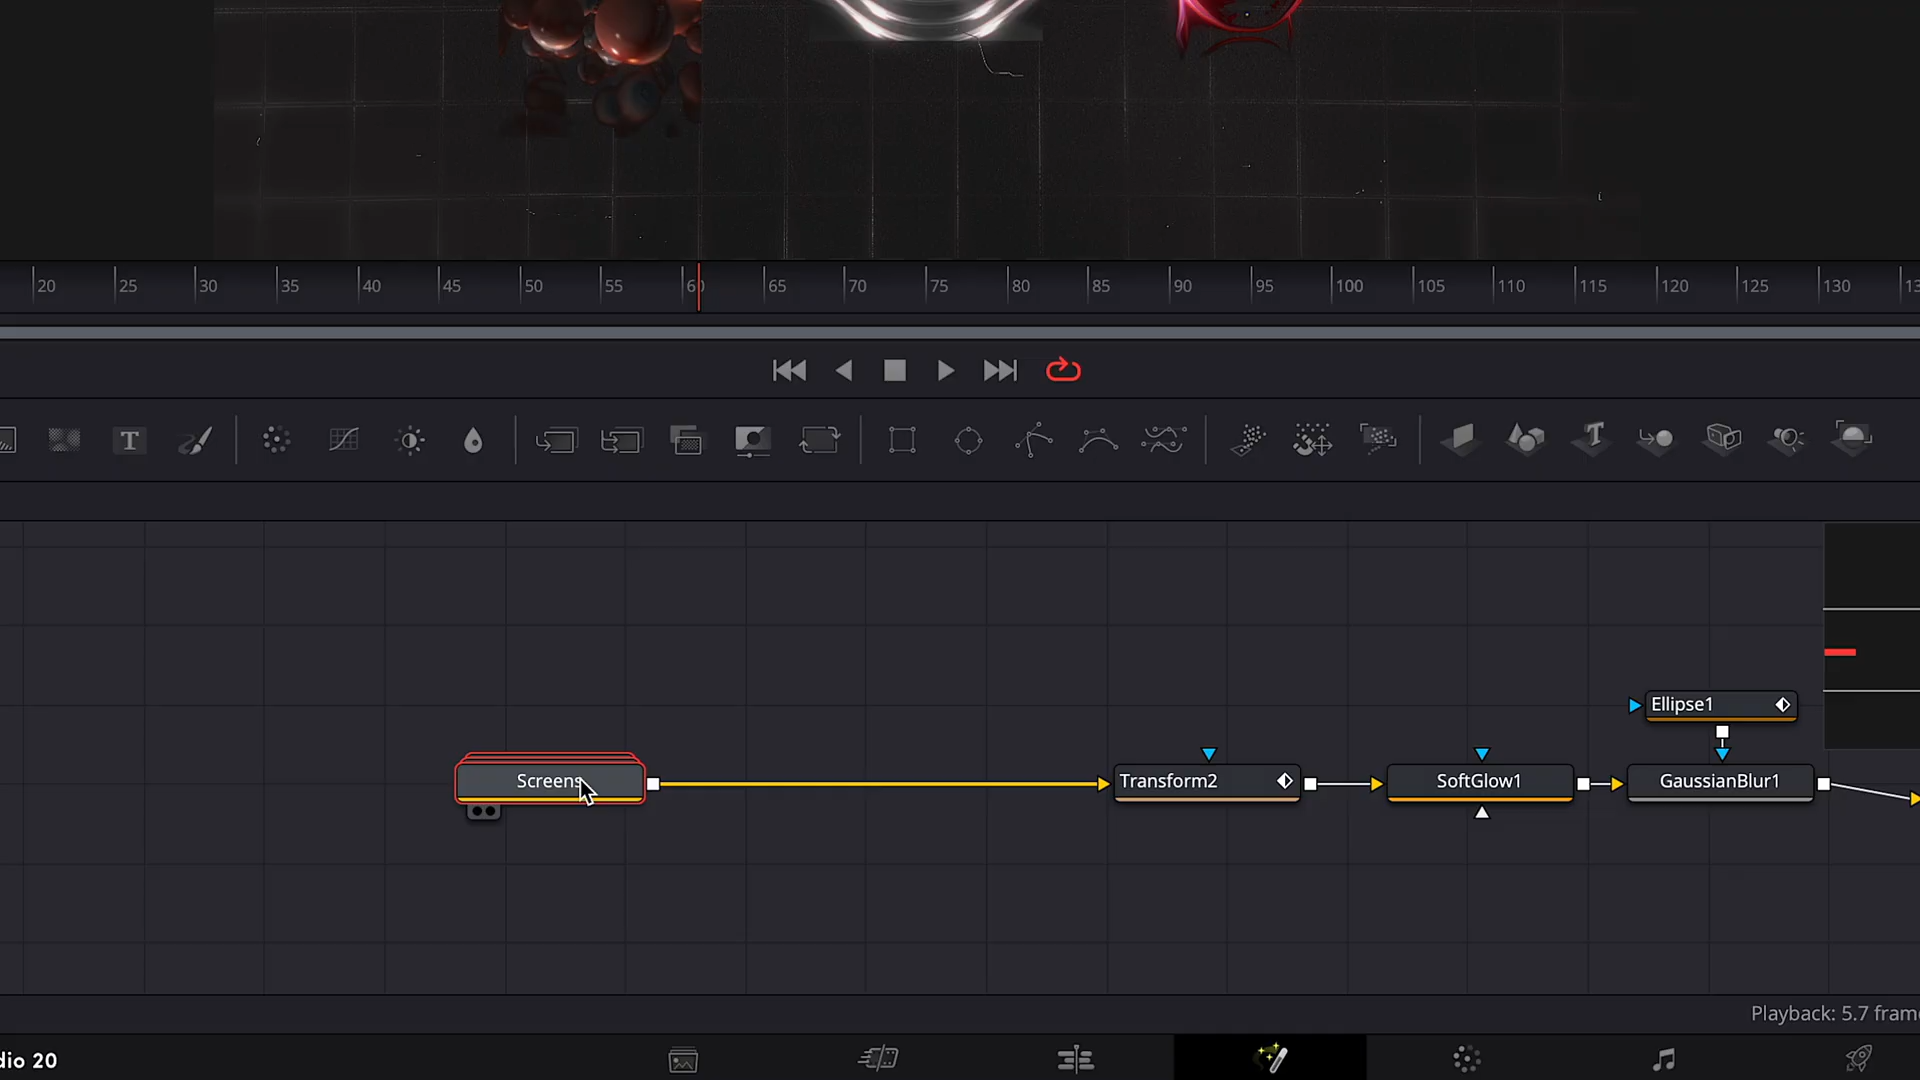 20 25 30 35 40 45 50 55 60 65 70 75 80 85 90 95 100 105 110 115 120 125 130 13
T
T
Ellipse1
Screens Transform2 SoftGlow1 GaussianBlur1
Playback: 5.7 fram
dio 20